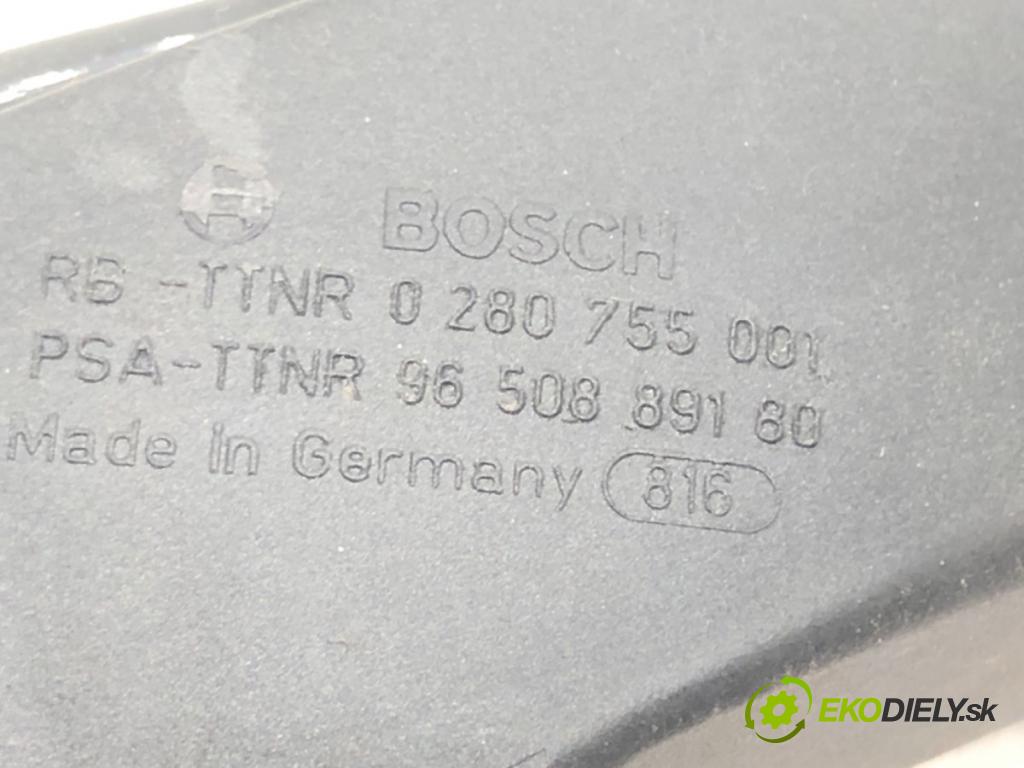 BOSCH
RB -TTNR 0 280 755 001
PSA-TTNR 96 508 891 80
Made in Germany 816
EKODIELY.sk